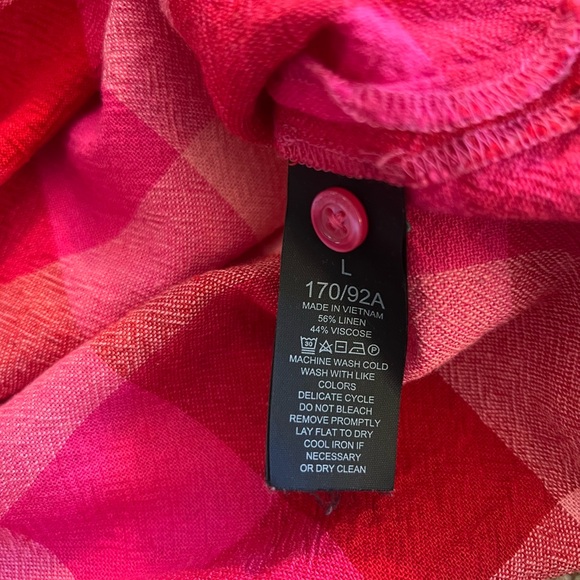 L
170/92A
MADE IN VIETNAM
56% LINEN
44% VISCOSE
30 P
MACHINE WASH COLD
WASH WITH LIKE
COLORS
DELICATE CYCLE
DO NOT BLEACH
REMOVE PROMPTLY
LAY FLAT TO DRY
COOL IRON IF
NECESSARY
OR DRY CLEAN